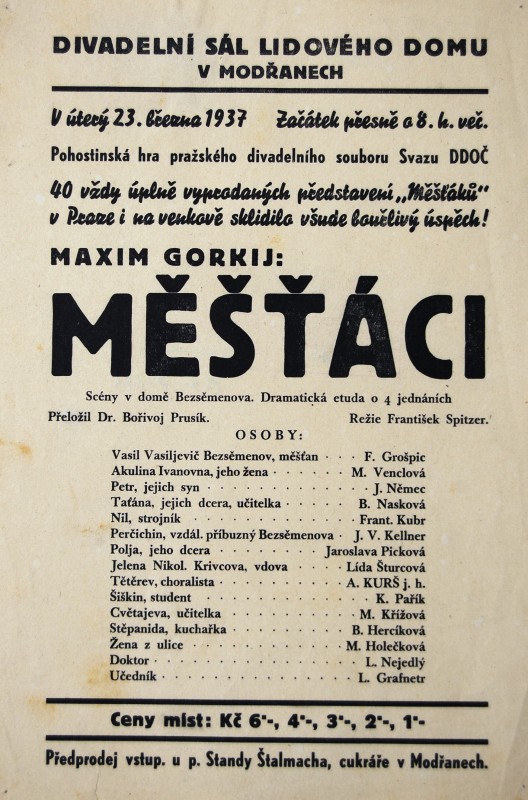 DIVADELNÍ SÁL LIDOVÉHO DOMU
V MODŘANECH
V úterý 23. března 1937 Začátek přesně o 8. h. več.
Pohostinská hra pražského divadelního souboru Svazu DDOČ
40 vždy úplně vyprodaných představení „Měšťáků“
v Praze i na venkově sklidilo všude bouřlivý úspěch!
MAXIM GORKIJ:
MĚŠŤÁCI
Scény v domě Bezsěmenova. Dramatická etuda o 4 jednáních
Přeložil Dr. Bořivoj Prusík. Režie František Spitzer.
OSOBY:
Vasil Vasiljevič Bezsěmenov, měšťan · · · F. Grošpic
Akulina Ivanovna, jeho žena · · · · · · · M. Venclová
Petr, jejich syn · · · · · · · · · · · · J. Němec
Taťána, jejich dcera, učitelka · · · · · · B. Nasková
Nil, strojník · · · · · · · · · · · · Frant. Kubr
Perčichin, vzdál. příbuzný Bezsěmenova · J. V. Kellner
Polja, jeho dcera · · · · · · · · Jaroslava Picková
Jelena Nikol. Krivcova, vdova · · · · Lída Šturcová
Tětěrev, choralista · · · · · · · · A. KURŠ j. h.
Šiškin, student · · · · · · · · · · · K. Pařík
Cvětajeva, učitelka · · · · · · · · · M. Křížová
Stěpanida, kuchařka · · · · · · · · B. Hercíková
Žena z ulice · · · · · · · · · · · M. Holečková
Doktor · · · · · · · · · · · · · · L. Nejedlý
Učedník · · · · · · · · · · · · · L. Grafnetr
Ceny míst: Kč 6·-, 4·-, 3·-, 2·-, 1·-
Předprodej vstup. u p. Standy Štalmacha, cukráře v Modřanech.